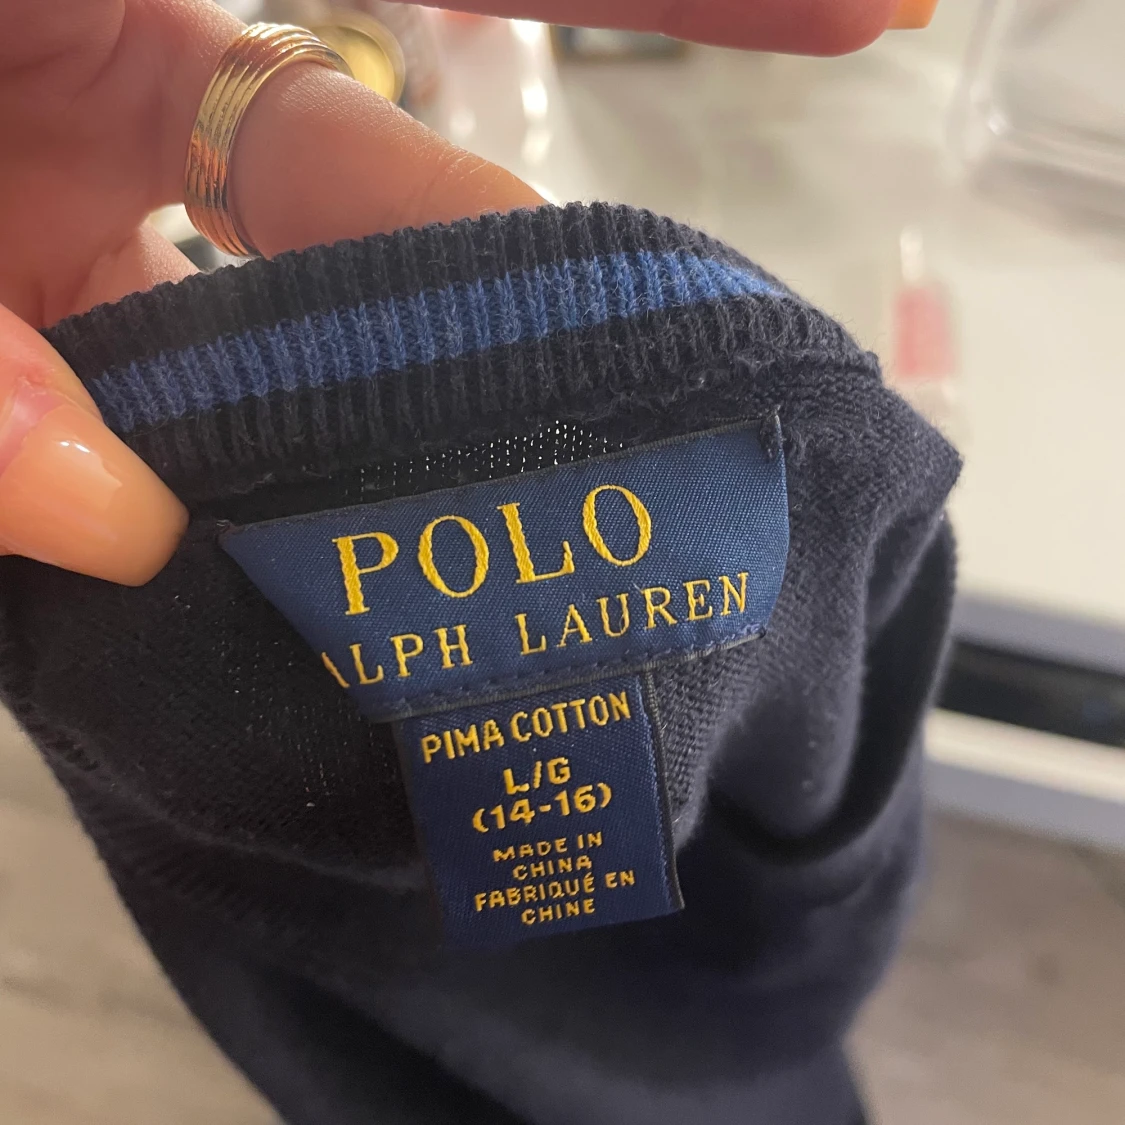 POLO
ALPH LAUREN
PIMA COTTON
L/G
(14-16)
MADE IN
CHINA
FABRIQUÉ EN
CHINE